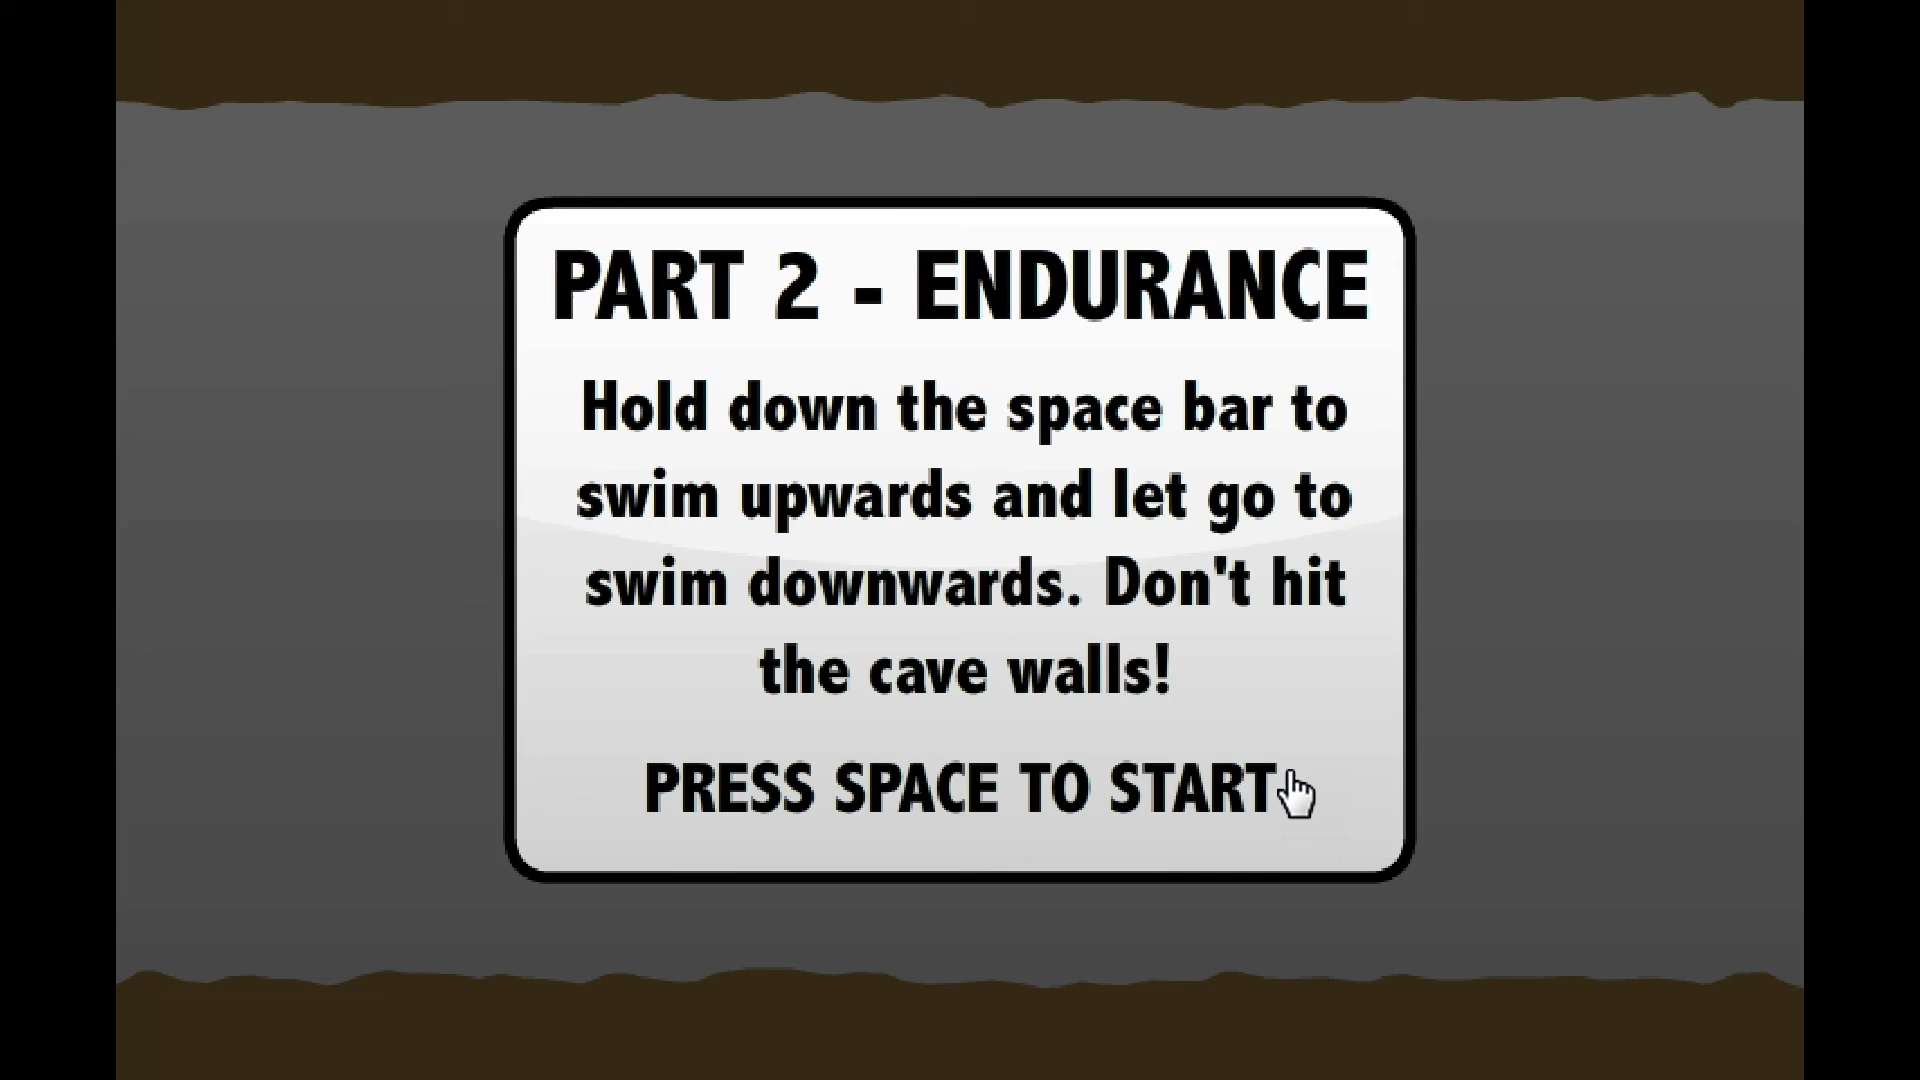 PART 2 - ENDURANCE
Hold down the space bar to
swim upwards and let go to
swim downwards. Don't hit
the cave walls!
PRESS SPACE TO START